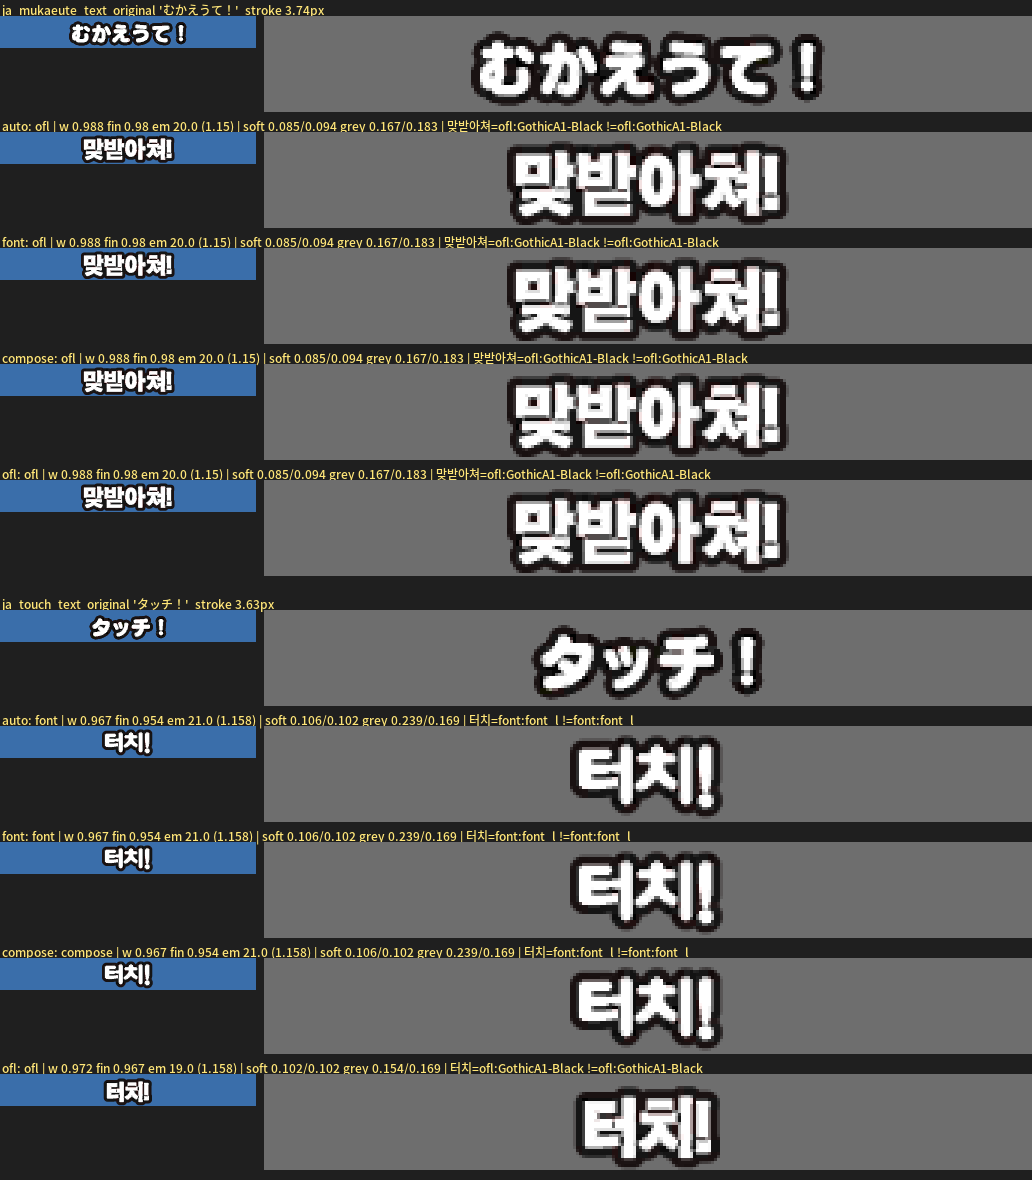 ja_mukaeute_text original 'むかえうて！' stroke 3.74px
むかえうて！ むかえうて！
auto: ofl | w 0.988 fin 0.98 em 20.0 (1.15) | soft 0.085/0.094 grey 0.167/0.183 | 맞받아쳐=ofl:GothicA1-Black !=ofl:GothicA1-Black
맞받아쳐! 맞받아쳐!
font: ofl | w 0.988 fin 0.98 em 20.0 (1.15) | soft 0.085/0.094 grey 0.167/0.183 | 맞받아쳐=ofl:GothicA1-Black !=ofl:GothicA1-Black
맞받아쳐! 맞받아쳐!
compose: ofl | w 0.988 fin 0.98 em 20.0 (1.15) | soft 0.085/0.094 grey 0.167/0.183 | 맞받아쳐=ofl:GothicA1-Black !=ofl:GothicA1-Black
맞받아쳐! 맞받아쳐!
ofl: ofl | w 0.988 fin 0.98 em 20.0 (1.15) | soft 0.085/0.094 grey 0.167/0.183 | 맞받아쳐=ofl:GothicA1-Black !=ofl:GothicA1-Black
맞받아쳐! 맞받아쳐!
ja_touch_text original 'タッチ！' stroke 3.63px
タッチ！ タッチ！
auto: font | w 0.967 fin 0.954 em 21.0 (1.158) | soft 0.106/0.102 grey 0.239/0.169 | 터치=font:font_l !=font:font_l
터치! 터치!
font: font | w 0.967 fin 0.954 em 21.0 (1.158) | soft 0.106/0.102 grey 0.239/0.169 | 터치=font:font_l !=font:font_l
터치! 터치!
compose: compose | w 0.967 fin 0.954 em 21.0 (1.158) | soft 0.106/0.102 grey 0.239/0.169 | 터치=font:font_l !=font:font_l
터치! 터치!
ofl: ofl | w 0.972 fin 0.967 em 19.0 (1.158) | soft 0.102/0.102 grey 0.154/0.169 | 터치=ofl:GothicA1-Black !=ofl:GothicA1-Black
터치! 터치!